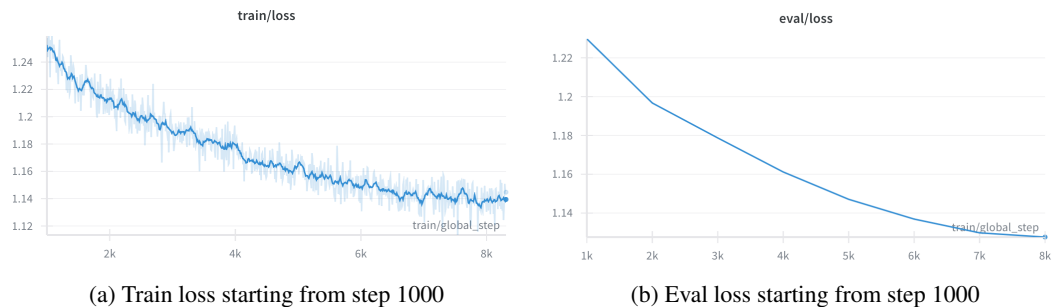 train/loss
1.24
1.22
1.2
1.18
1.16
1.14
1.12
train/global_step
2k
4k
6k
8k
(a) Train loss starting from step 1000
eval/loss
1.22
1.2
1.18
1.16
1.14
train/global_step
1k
2k
3k
4k
5k
6k
7k
8k
(b) Eval loss starting from step 1000